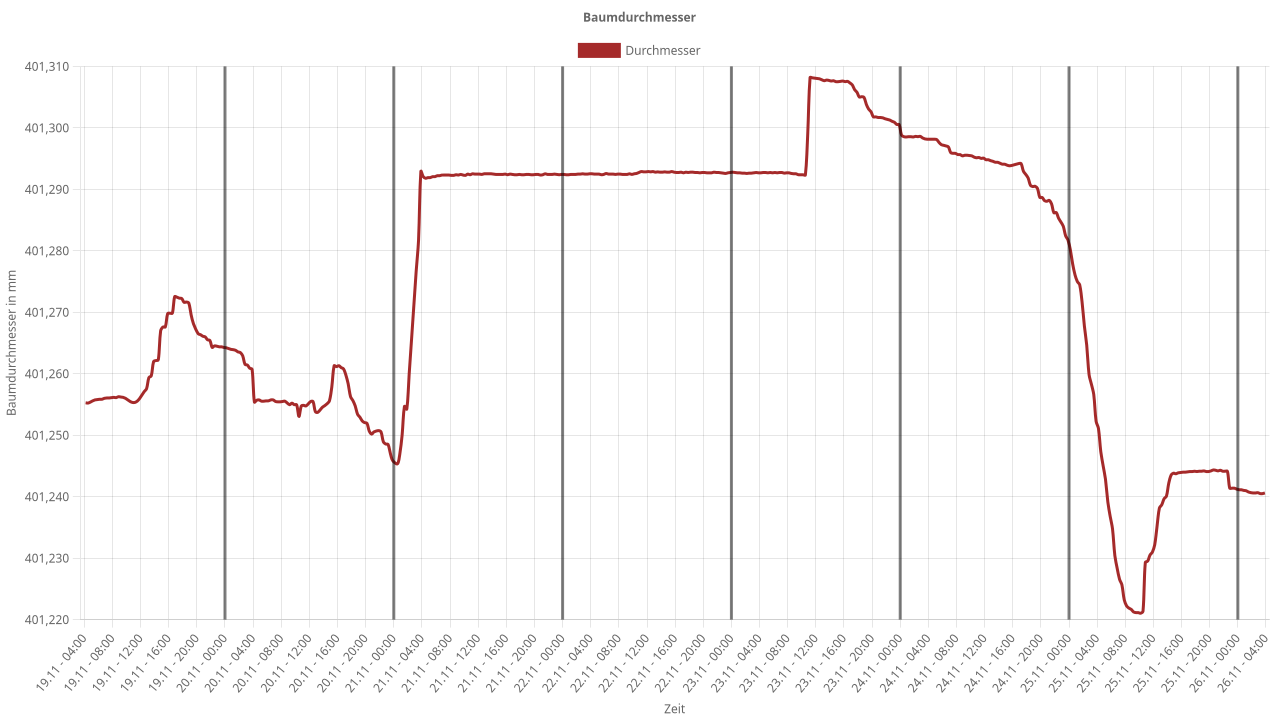 Baumdurchmesser
Durchmesser
Baumdurchmesser in mm
401,310
401,300
401,290
401,280
401,270
401,260
401,250
401,240
401,230
401,220
19.11 - 04:00
19.11 - 08:00
19.11 - 12:00
19.11 - 16:00
19.11 - 20:00
20.11 - 00:00
20.11 - 04:00
20.11 - 08:00
20.11 - 12:00
20.11 - 16:00
20.11 - 20:00
21.11 - 00:00
21.11 - 04:00
21.11 - 08:00
21.11 - 12:00
21.11 - 16:00
21.11 - 20:00
22.11 - 00:00
22.11 - 04:00
22.11 - 08:00
22.11 - 12:00
22.11 - 16:00
22.11 - 20:00
23.11 - 00:00
23.11 - 04:00
23.11 - 08:00
23.11 - 12:00
23.11 - 16:00
23.11 - 20:00
24.11 - 00:00
24.11 - 04:00
24.11 - 08:00
24.11 - 12:00
24.11 - 16:00
24.11 - 20:00
25.11 - 00:00
25.11 - 04:00
25.11 - 08:00
25.11 - 12:00
25.11 - 16:00
25.11 - 20:00
26.11 - 00:00
26.11 - 04:00
Zeit